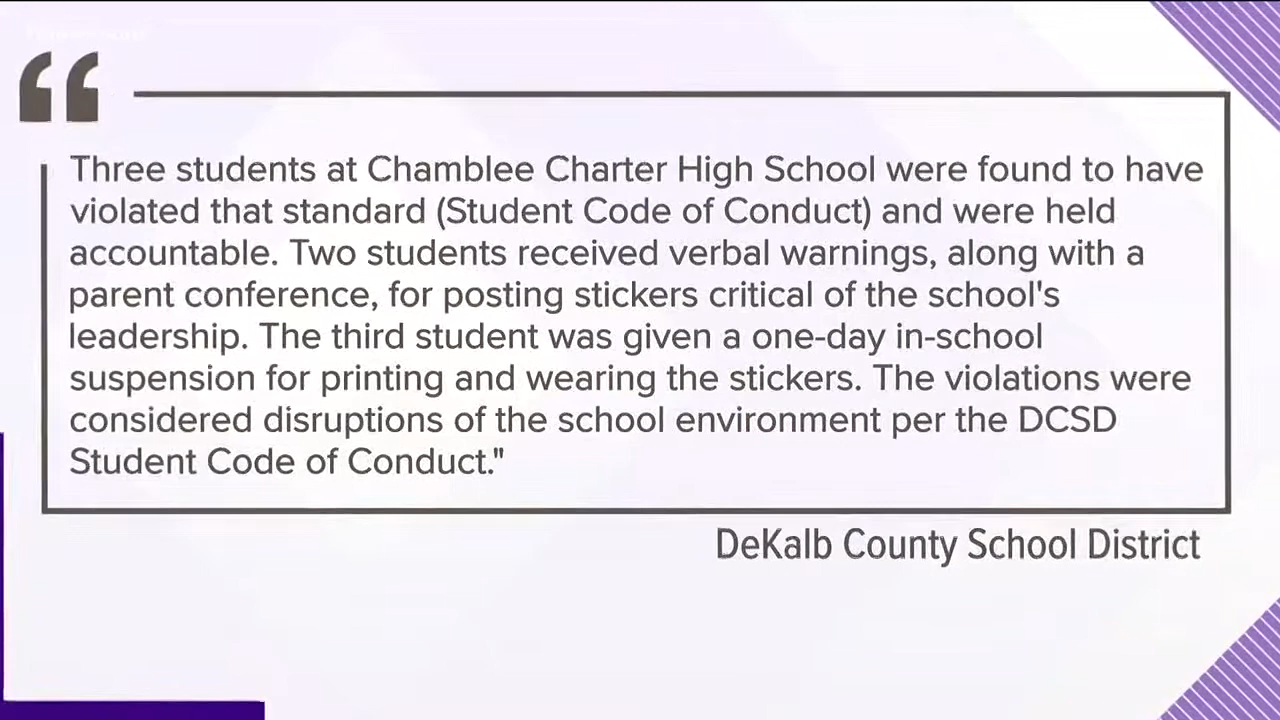 “
Three students at Chamblee Charter High School were found to have
violated that standard (Student Code of Conduct) and were held
accountable. Two students received verbal warnings, along with a
parent conference, for posting stickers critical of the school's
leadership. The third student was given a one-day in-school
suspension for printing and wearing the stickers. The violations were
considered disruptions of the school environment per the DCSD
Student Code of Conduct."
DeKalb County School District